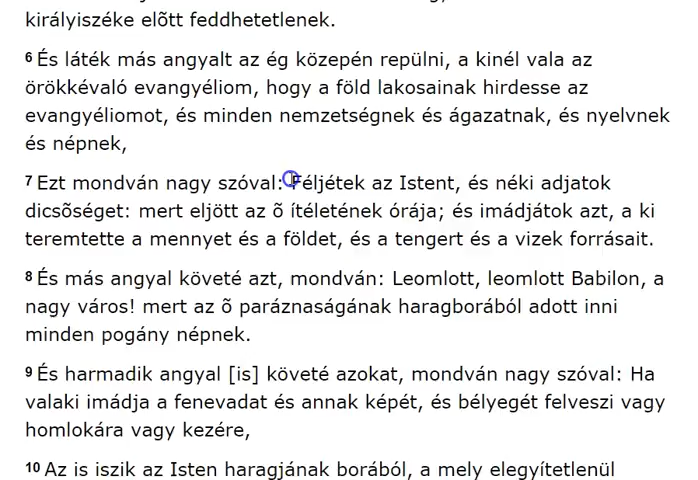 királyiszéke elõtt feddhetetlenek.
6 És láték más angyalt az ég közepén repülni, a kinél vala az
örökkévaló evangyéliom, hogy a föld lakosainak hirdesse az
evangyéliomot, és minden nemzetségnek és ágazatnak, és nyelvnek
és népnek,
7 Ezt mondván nagy szóval: Féljétek az Istent, és néki adjatok
dicsõséget: mert eljött az õ ítéletének órája; és imádjátok azt, a ki
teremtette a mennyet és a földet, és a tengert és a vizek forrásait.
8 És más angyal követé azt, mondván: Leomlott, leomlott Babilon, a
nagy város! mert az õ paráznaságának haragborából adott inni
minden pogány népnek.
9 És harmadik angyal [is] követé azokat, mondván nagy szóval: Ha
valaki imádja a fenevadat és annak képét, és bélyegét felveszi vagy
homlokára vagy kezére,
10 Az is iszik az Isten haragjának borából, a mely elegyítetlenül